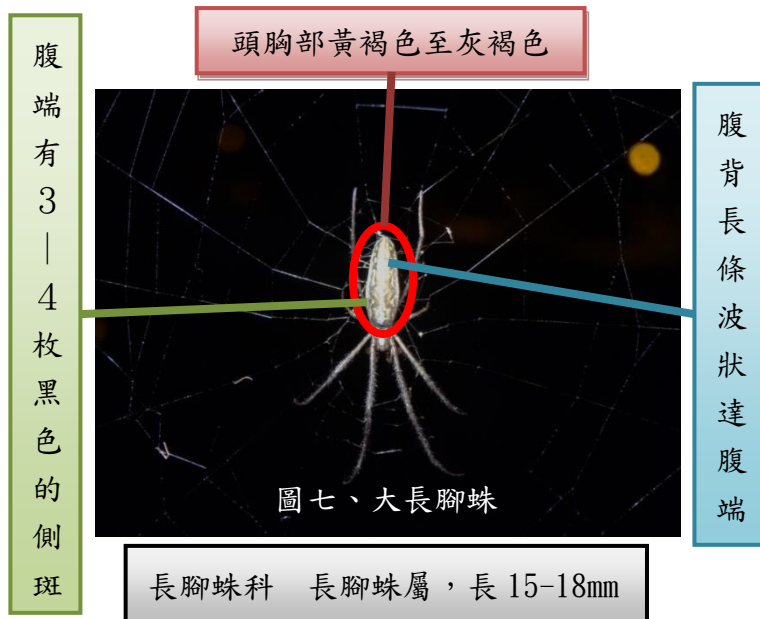 頭胸部黃褐色至灰褐色
腹端有3|4枚黑色的側斑
腹背長條波狀達腹端
圖七、大長腳蛛
長腳蛛科　長腳蛛屬，長 15-18mm